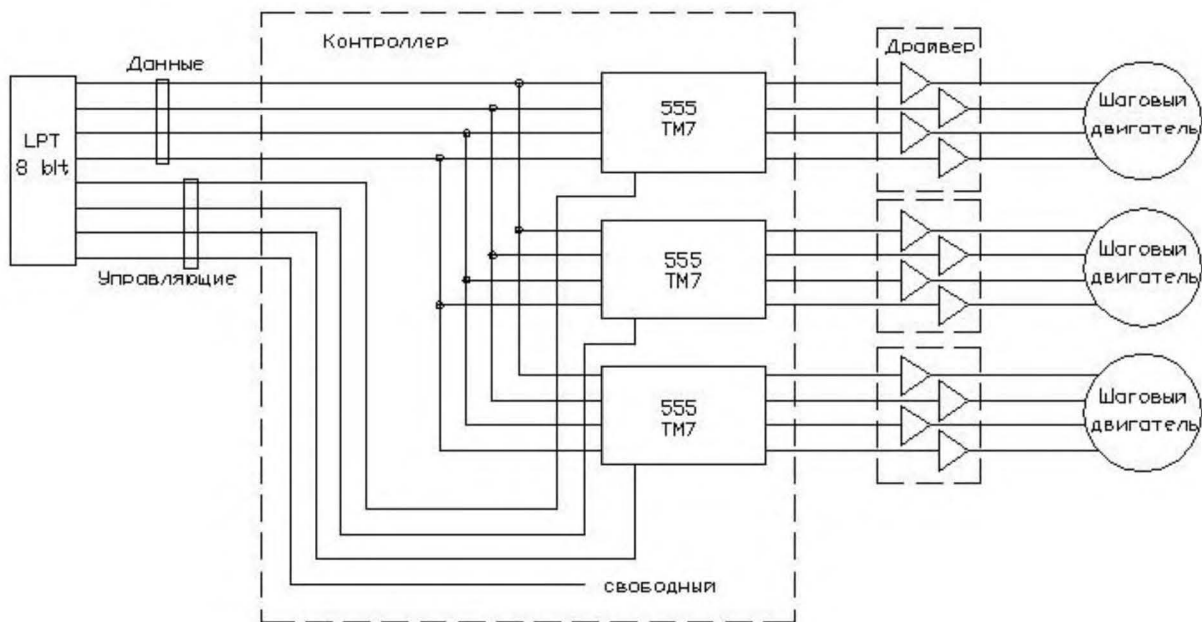 Контроллер
Драйвер
Данные
LPT
8 bit
Управляющие
555
ТМ7
Шаговый
двигатель
555
ТМ7
Шаговый
двигатель
555
ТМ7
Шаговый
двигатель
свободный